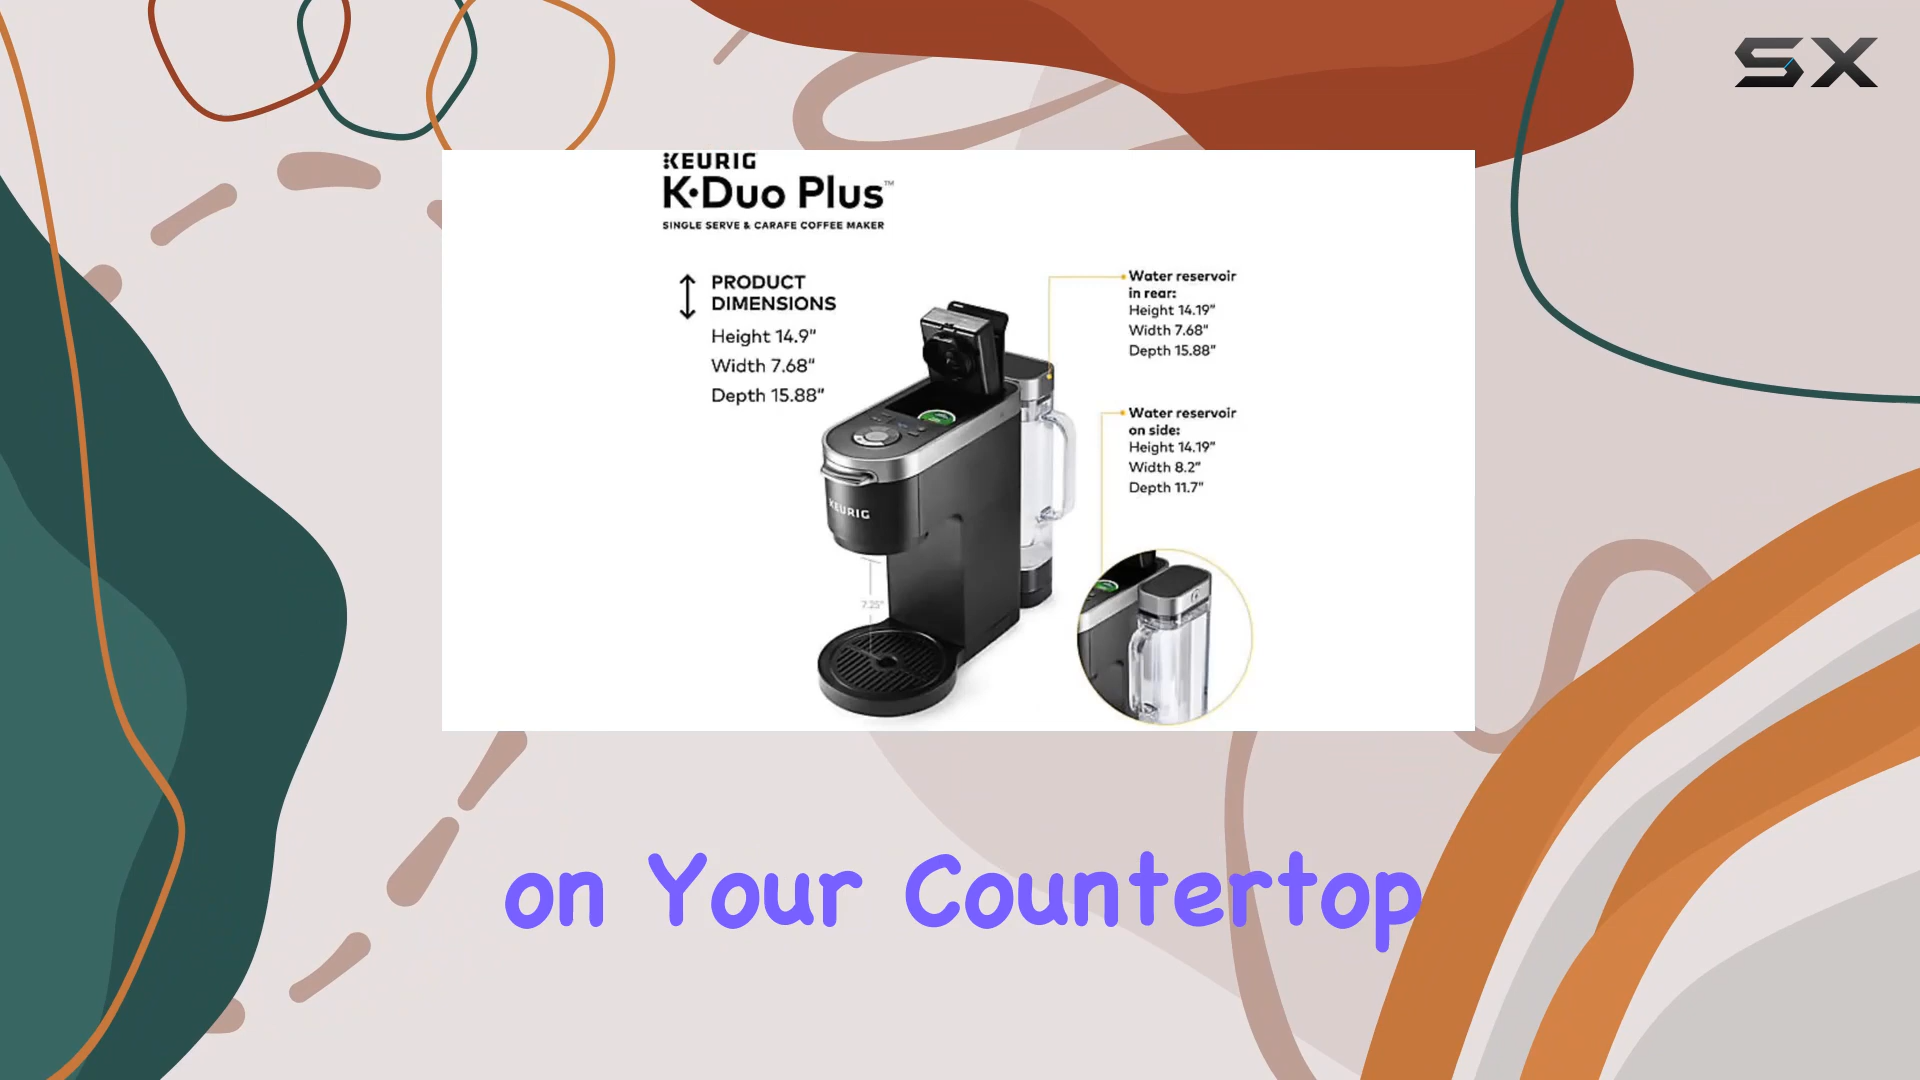 SX
KEURIG
K•Duo Plus™
SINGLE SERVE & CARAFE COFFEE MAKER
PRODUCT
DIMENSIONS
Height 14.9"
Width 7.68"
Depth 15.88"
Water reservoir
in rear:
Height 14.19"
Width 7.68"
Depth 15.88"
Water reservoir
on side:
Height 14.19"
Width 8.2"
Depth 11.7"
KEURIG
7.25"
on Your Countertop